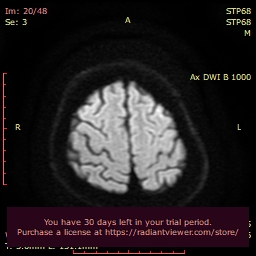 Im: 20/48
Se: 3
A
STP68
STP68
M
Ax DWI B 1000
R
L
You have 30 days left in your trial period.
Purchase a license at https://radiantviewer.com/store/